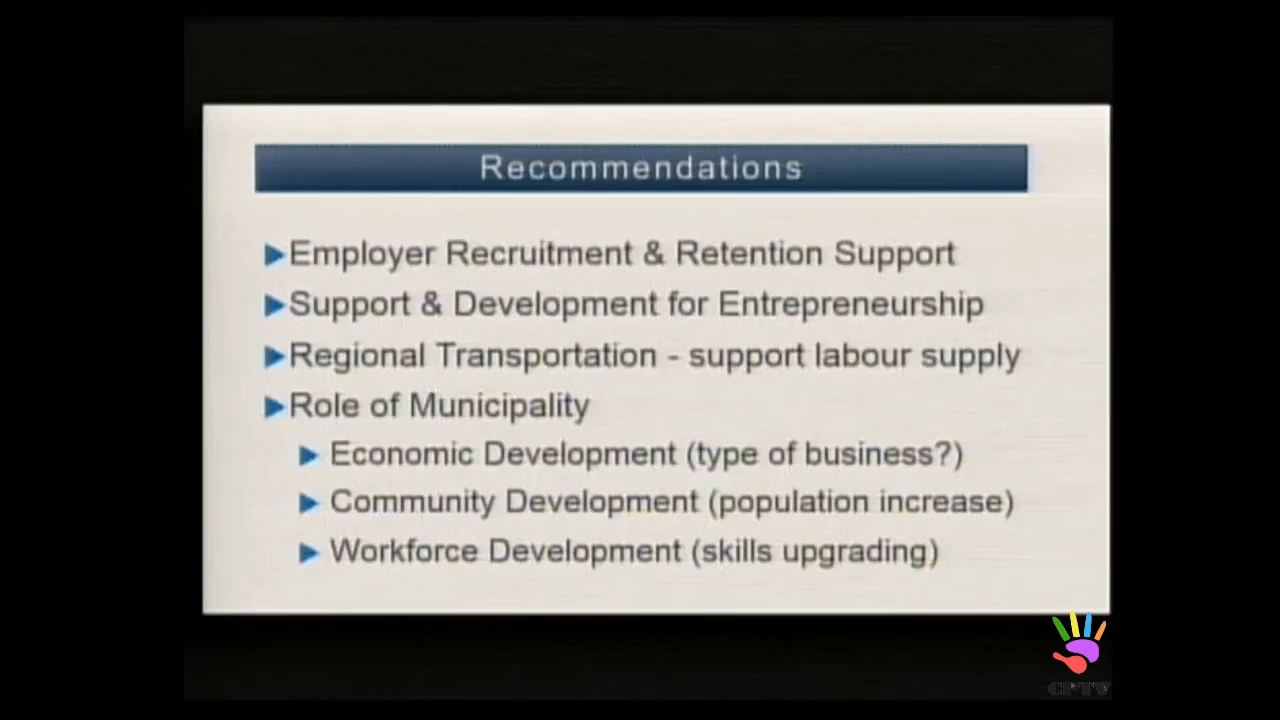 Recommendations
Employer Recruitment & Retention Support
Support & Development for Entrepreneurship
Regional Transportation - support labour supply
Role of Municipality
Economic Development (type of business?)
Community Development (population increase)
Workforce Development (skills upgrading)
CPTV